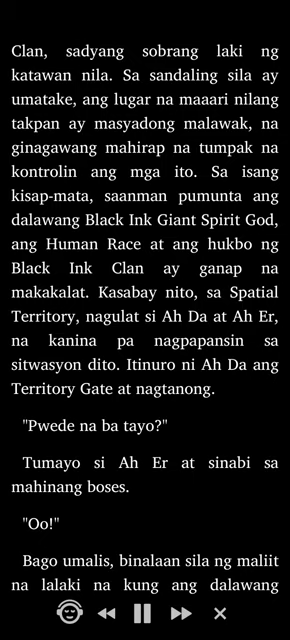 Clan, sadyang sobrang laki ng
katawan nila. Sa sandaling sila ay
umatake, ang lugar na maaari nilang
takpan ay masyadong malawak, na
ginagawang mahirap na tumpak na
kontrolin ang mga ito. Sa isang
kisap-mata, saanman pumunta ang
dalawang Black Ink Giant Spirit God,
ang Human Race at ang hukbo ng
Black Ink Clan ay ganap na
makakalat. Kasabay nito, sa Spatial
Territory, nagulat si Ah Da at Ah Er,
na kanina pa nagpapansin sa
sitwasyon dito. Itinuro ni Ah Da ang
Territory Gate at nagtanong.
"Pwede na ba tayo?"
Tumayo si Ah Er at sinabi sa
mahinang boses.
"Oo!"
Bago umalis, binalaan sila ng maliit
na lalaki na kung ang dalawang